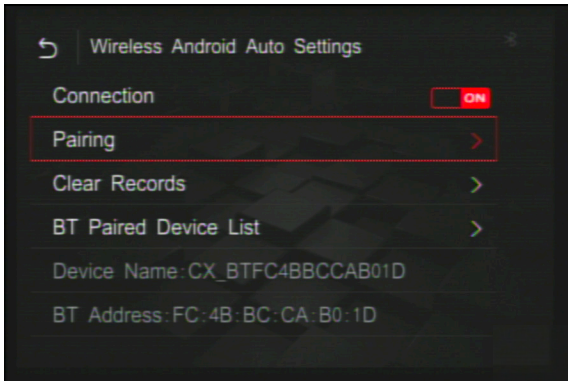 Wireless Android Auto Settings
Connection ON
Pairing
Clear Records
BT Paired Device List
Device Name:CX_BTFC4BBCCAB01D
BT Address:FC:4B:BC:CA:B0:1D